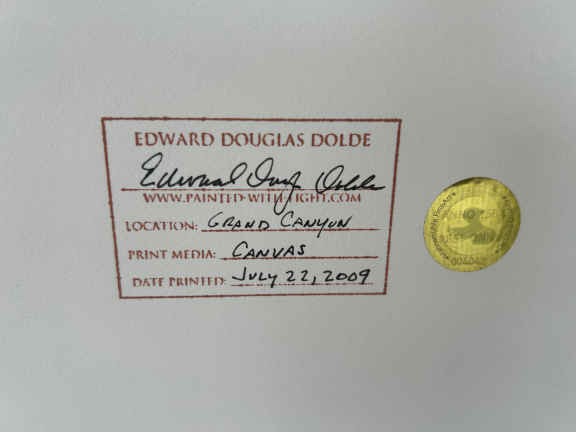 EDWARD DOUGLAS DOLDE
Edward Doug Dolde
WWW.PAINTED-WITH-LIGHT.COM
LOCATION: GRAND CANYON
PRINT MEDIA: CANVAS
DATE PRINTED: JULY 22, 2009